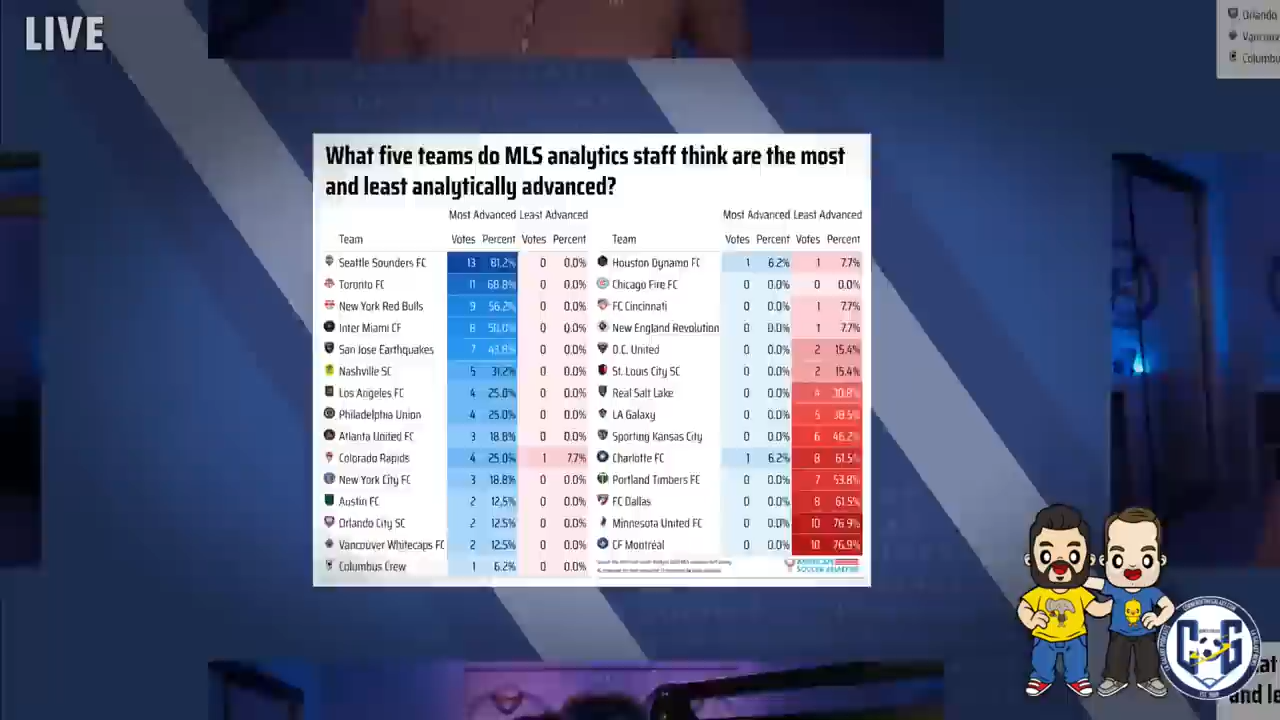 LIVE
Orlando
Vancouv
Columbu
What five teams do MLS analytics staff think are the most
and least analytically advanced?
Most Advanced Least Advanced
Team Votes Percent Votes Percent
Seattle Sounders FC 13 81.2% 0 0.0%
Toronto FC 11 68.8% 0 0.0%
New York Red Bulls 9 56.2% 0 0.0%
Inter Miami CF 8 50.0% 0 0.0%
San Jose Earthquakes 7 43.8% 0 0.0%
Nashville SC 5 31.2% 0 0.0%
Los Angeles FC 4 25.0% 0 0.0%
Philadelphia Union 4 25.0% 0 0.0%
Atlanta United FC 3 18.8% 0 0.0%
Colorado Rapids 4 25.0% 1 7.7%
New York City FC 3 18.8% 0 0.0%
Austin FC 2 12.5% 0 0.0%
Orlando City SC 2 12.5% 0 0.0%
Vancouver Whitecaps FC 2 12.5% 0 0.0%
Columbus Crew 1 6.2% 0 0.0%
Most Advanced Least Advanced
Team Votes Percent Votes Percent
Houston Dynamo FC 1 6.2% 1 7.7%
Chicago Fire FC 0 0.0% 0 0.0%
FC Cincinnati 0 0.0% 1 7.7%
New England Revolution 0 0.0% 1 7.7%
D.C. United 0 0.0% 2 15.4%
St. Louis City SC 0 0.0% 2 15.4%
Real Salt Lake 0 0.0% 4 30.8%
LA Galaxy 0 0.0% 5 38.5%
Sporting Kansas City 0 0.0% 6 46.2%
Charlotte FC 1 6.2% 8 61.5%
Portland Timbers FC 0 0.0% 7 53.8%
FC Dallas 0 0.0% 8 61.5%
Minnesota United FC 0 0.0% 10 76.9%
CF Montréal 0 0.0% 10 76.9%
AMERICAN
SOCCER ANALYSIS
at
and le